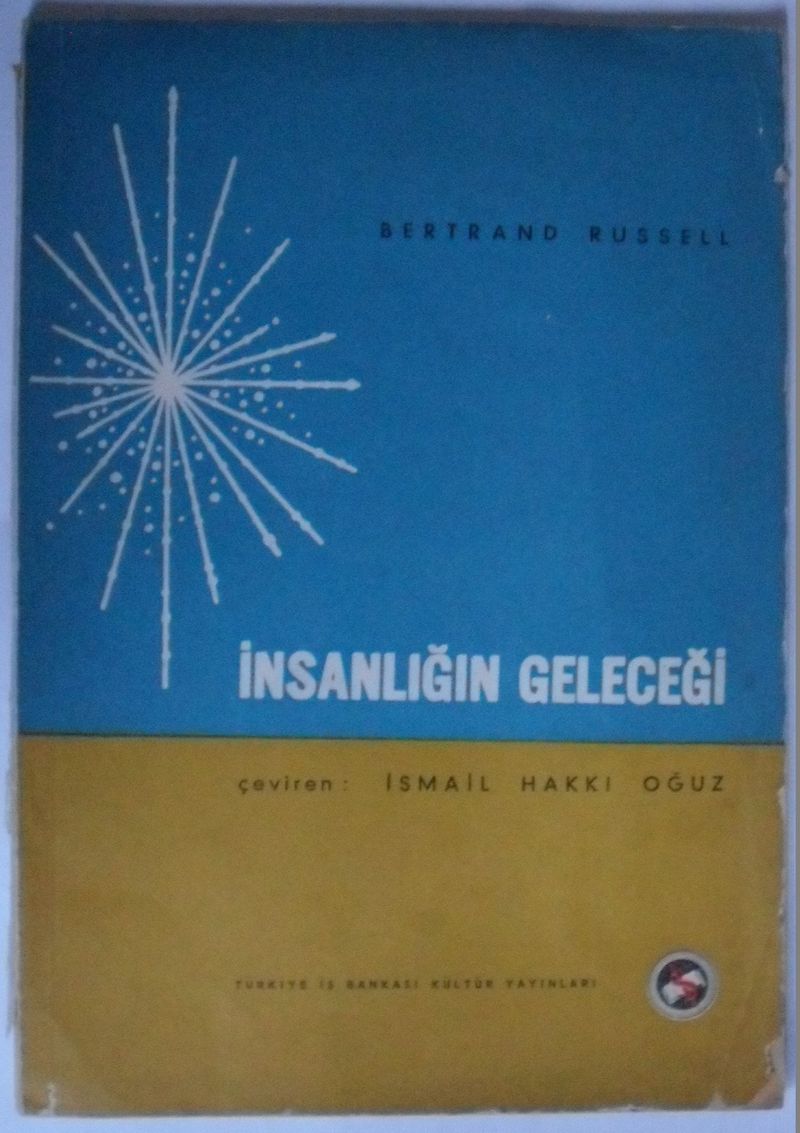 BERTRAND RUSSELL
İNSANLIĞIN GELECEĞİ
çeviren: İSMAİL HAKKI OĞUZ
TÜRKİYE İŞ BANKASI KÜLTÜR YAYINLARI